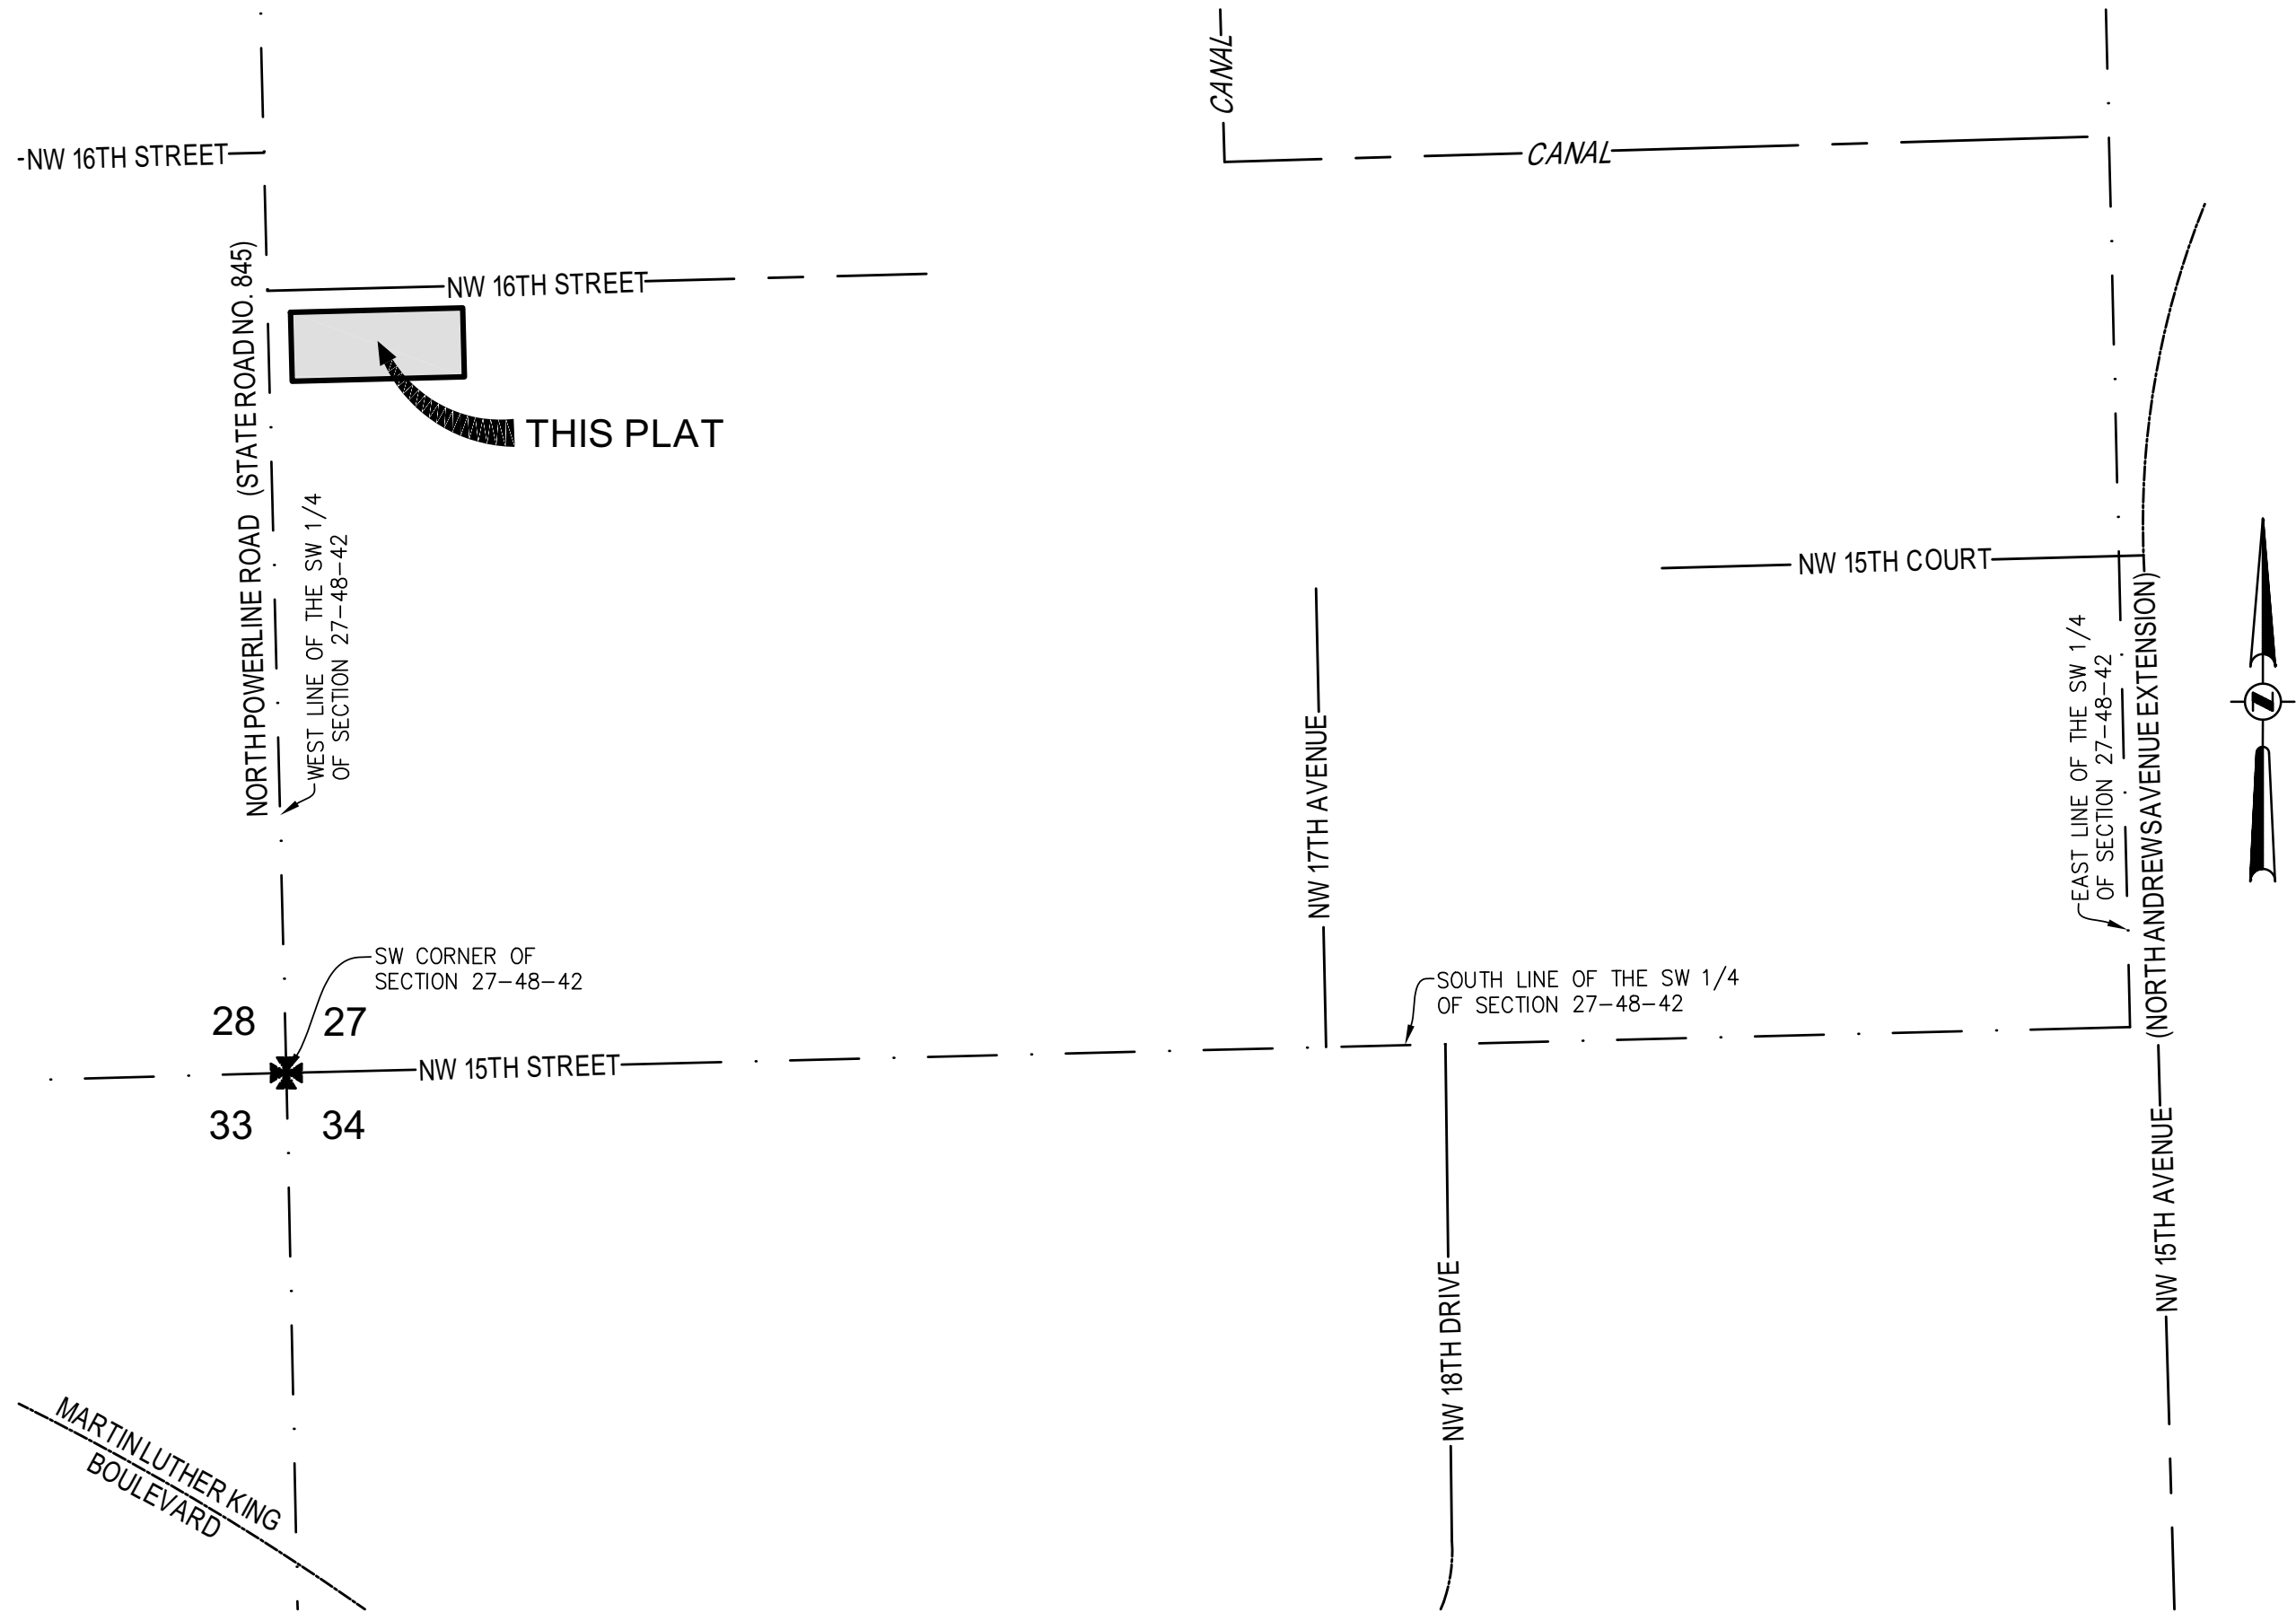 CANAL
NW 16TH STREET
CANAL
NW 16TH STREET
NORTH POWERLINE ROAD (STATE ROAD NO. 845)
THIS PLAT
WEST LINE OF THE SW 1/4
OF SECTION 27-48-42
NW 15TH COURT
NW 17TH AVENUE
EAST LINE OF THE SW 1/4
OF SECTION 27-48-42
(NORTH ANDREWS AVENUE EXTENSION)
Z
SW CORNER OF
SECTION 27-48-42
SOUTH LINE OF THE SW 1/4
OF SECTION 27-48-42
28
27
NW 15TH STREET
33
34
NW 15TH AVENUE
NW 18TH DRIVE
MARTIN LUTHER KING
BOULEVARD